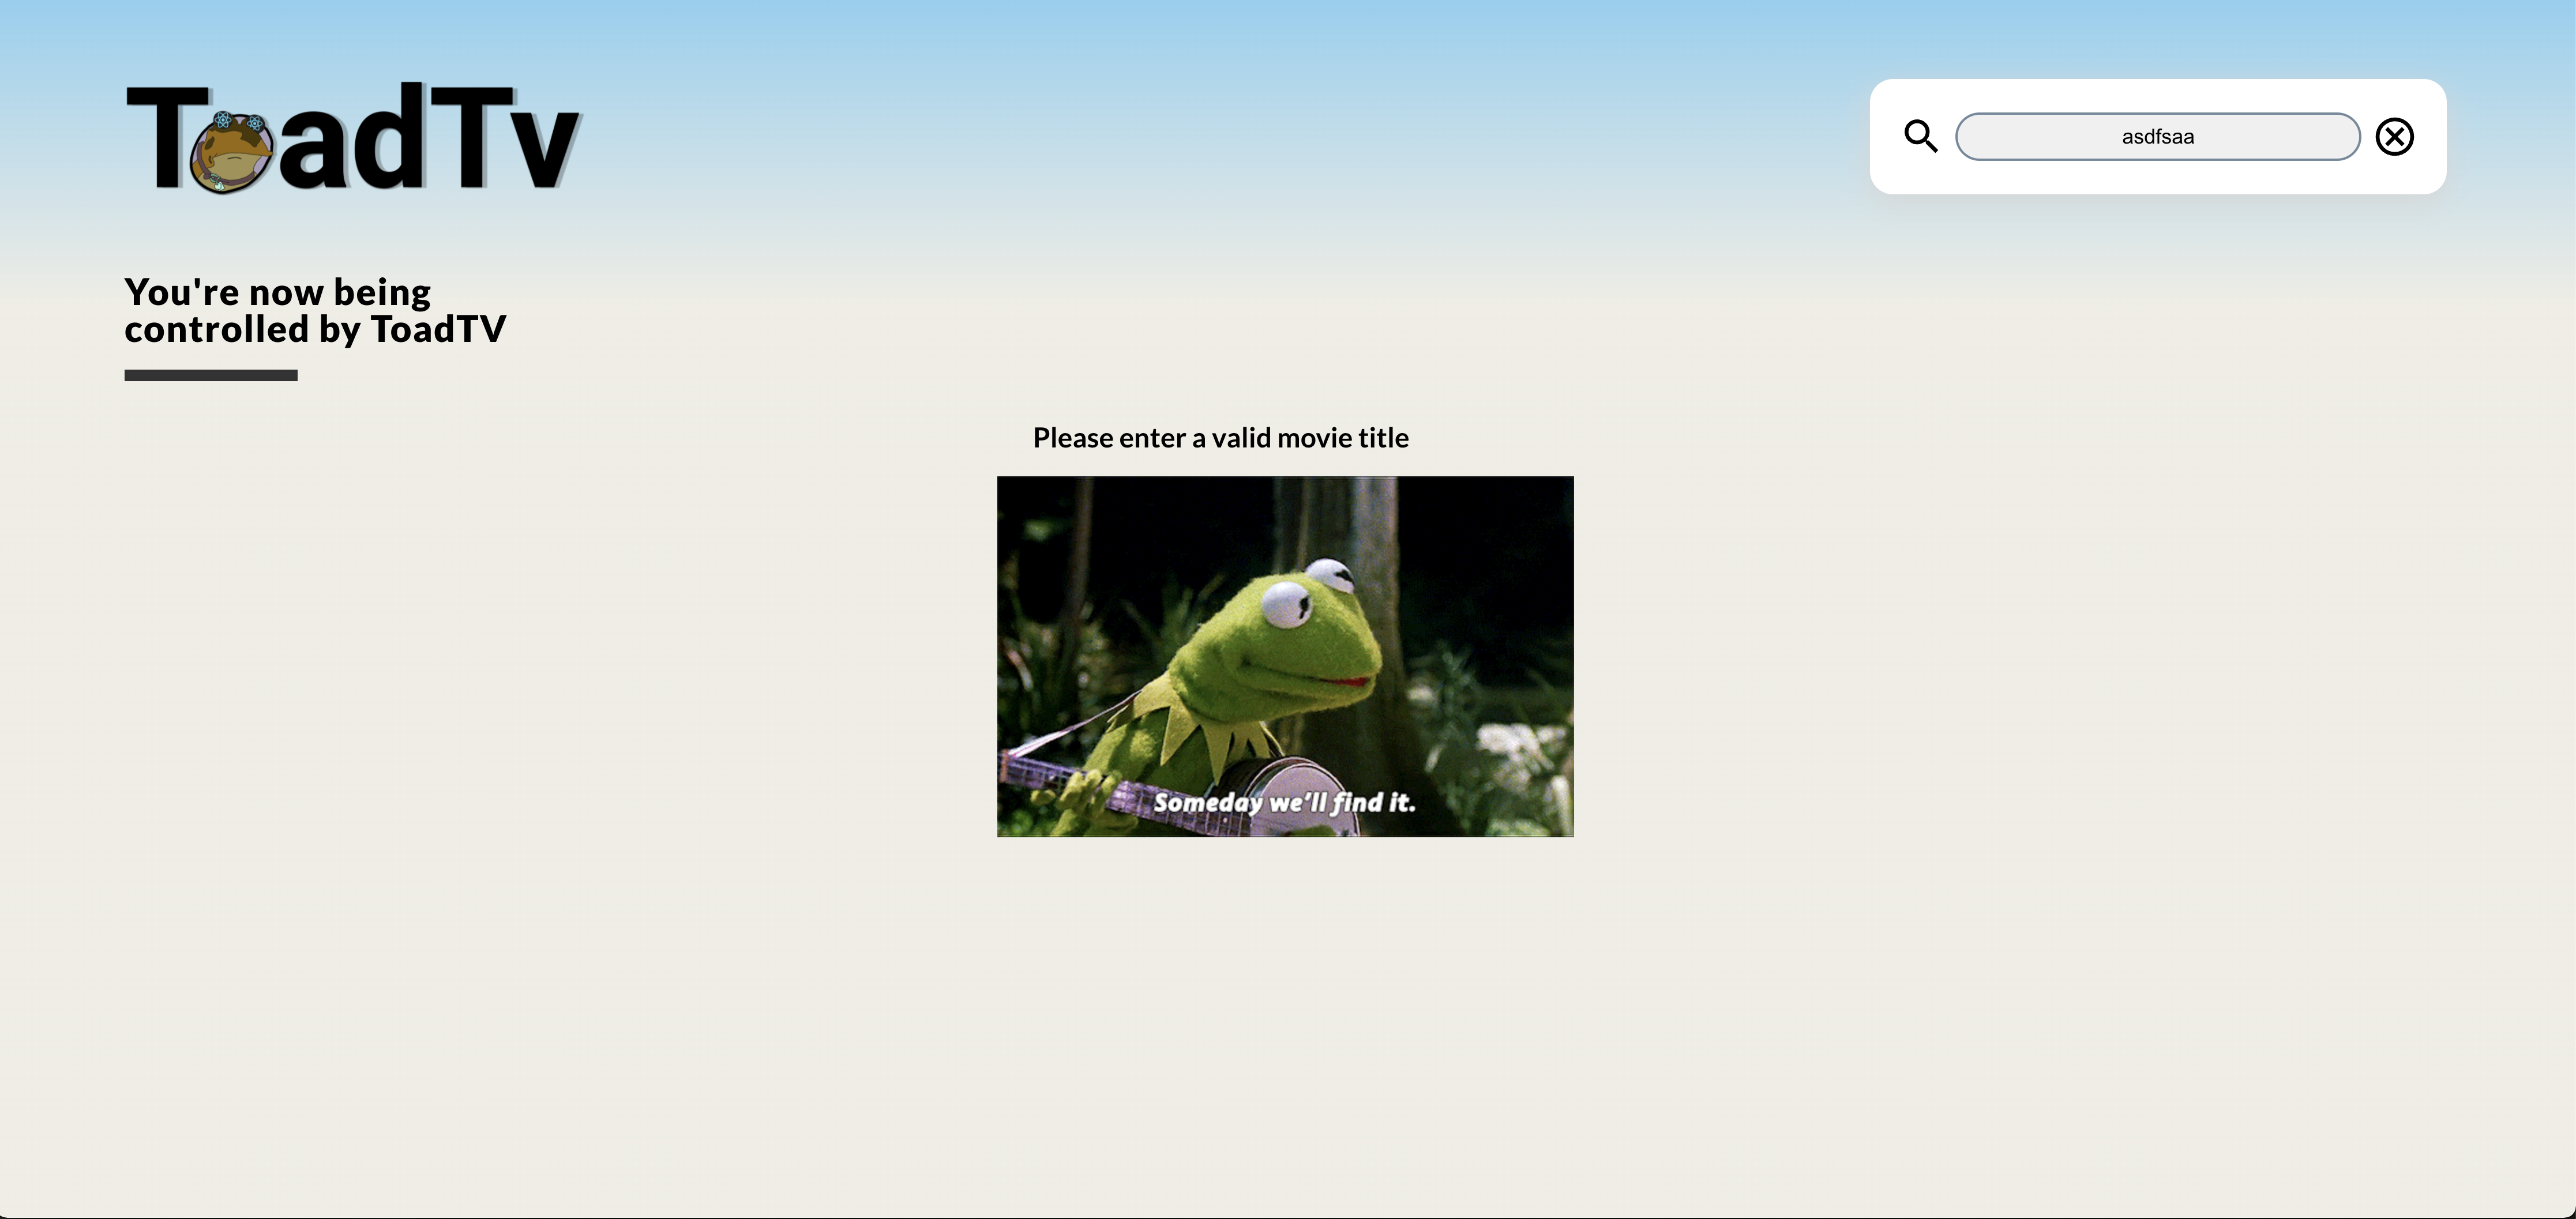 ToadTv
asdfsaa
You're now being
controlled by ToadTV
Please enter a valid movie title
Someday we'll find it.